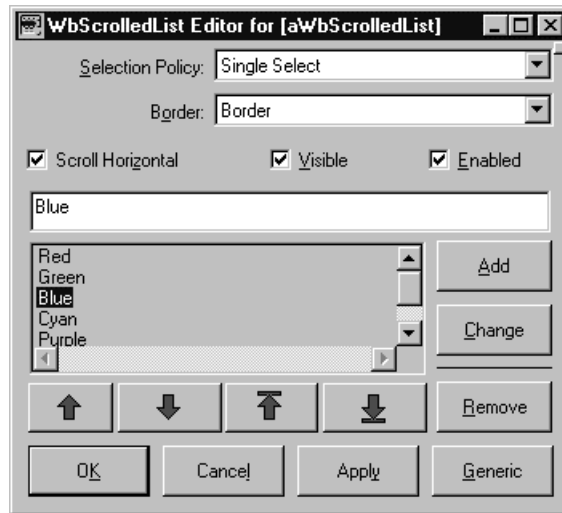 WbScrolledList Editor for [aWbScrolledList]
Selection Policy: Single Select
Border: Border
Scroll Horizontal Visible Enabled
Blue
Red
Green
Blue
Cyan
Purple
Add
Change
Remove
OK Cancel Apply Generic